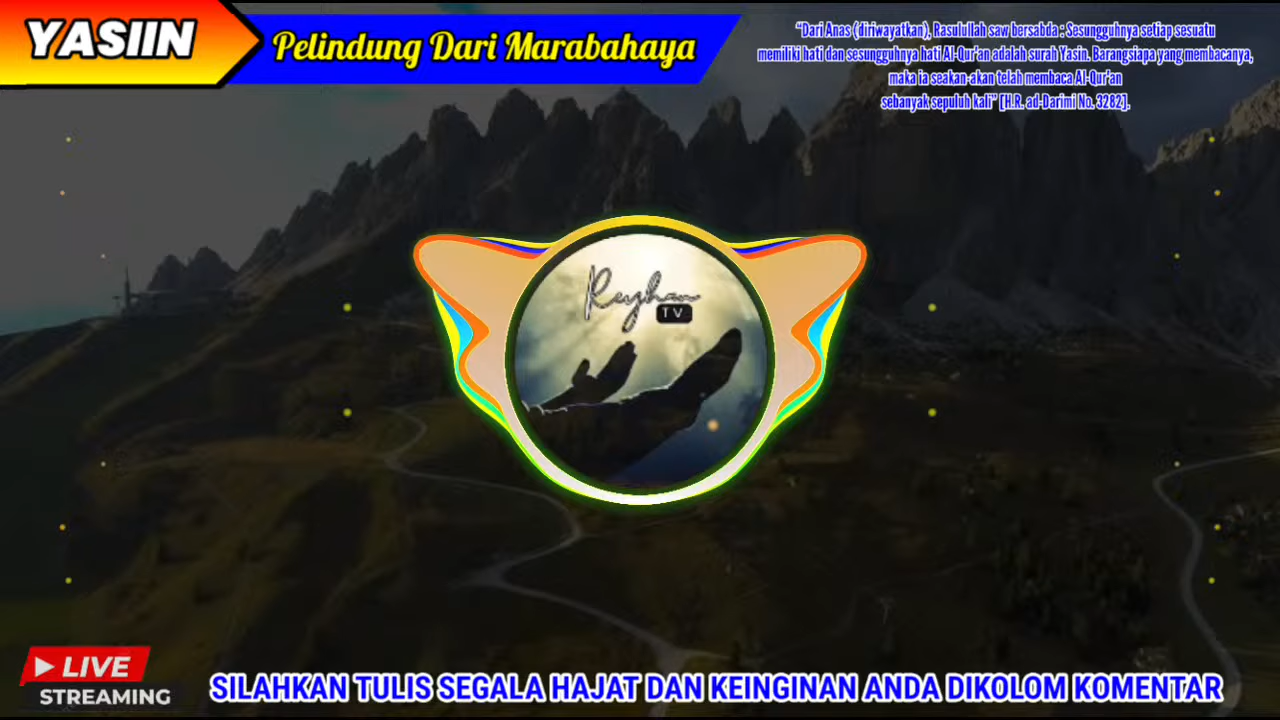 YASIIN
Pelindung Dari Marabahaya
"Dari Anas (diriwayatkan), Rasulullah saw bersabda : Sesungguhnya setiap sesuatu
memiliki hati dan sesungguhnya hati Al-Qur'an adalah surah Yasin. Barangsiapa yang membacanya,
maka ia seakan-akan telah membaca Al-Qur'an
sebanyak sepuluh kali" [H.R. ad-Darimi No. 3282].
Reyhan
TV
LIVE
STREAMING
SILAHKAN TULIS SEGALA HAJAT DAN KEINGINAN ANDA DIKOLOM KOMENTAR